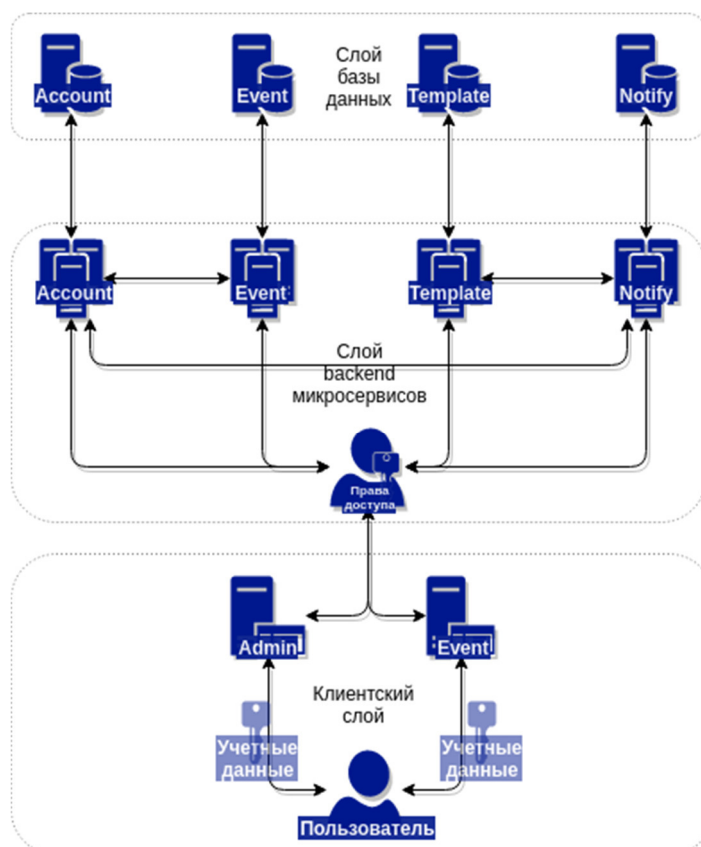 Слой
базы
данных
Account
Event
Template
Notify
Account
Event
Template
Notify
Слой
backend
микросервисов
Права
доступа
Admin
Event
Клиентский
слой
Учетные
данные
Учетные
данные
Пользователь